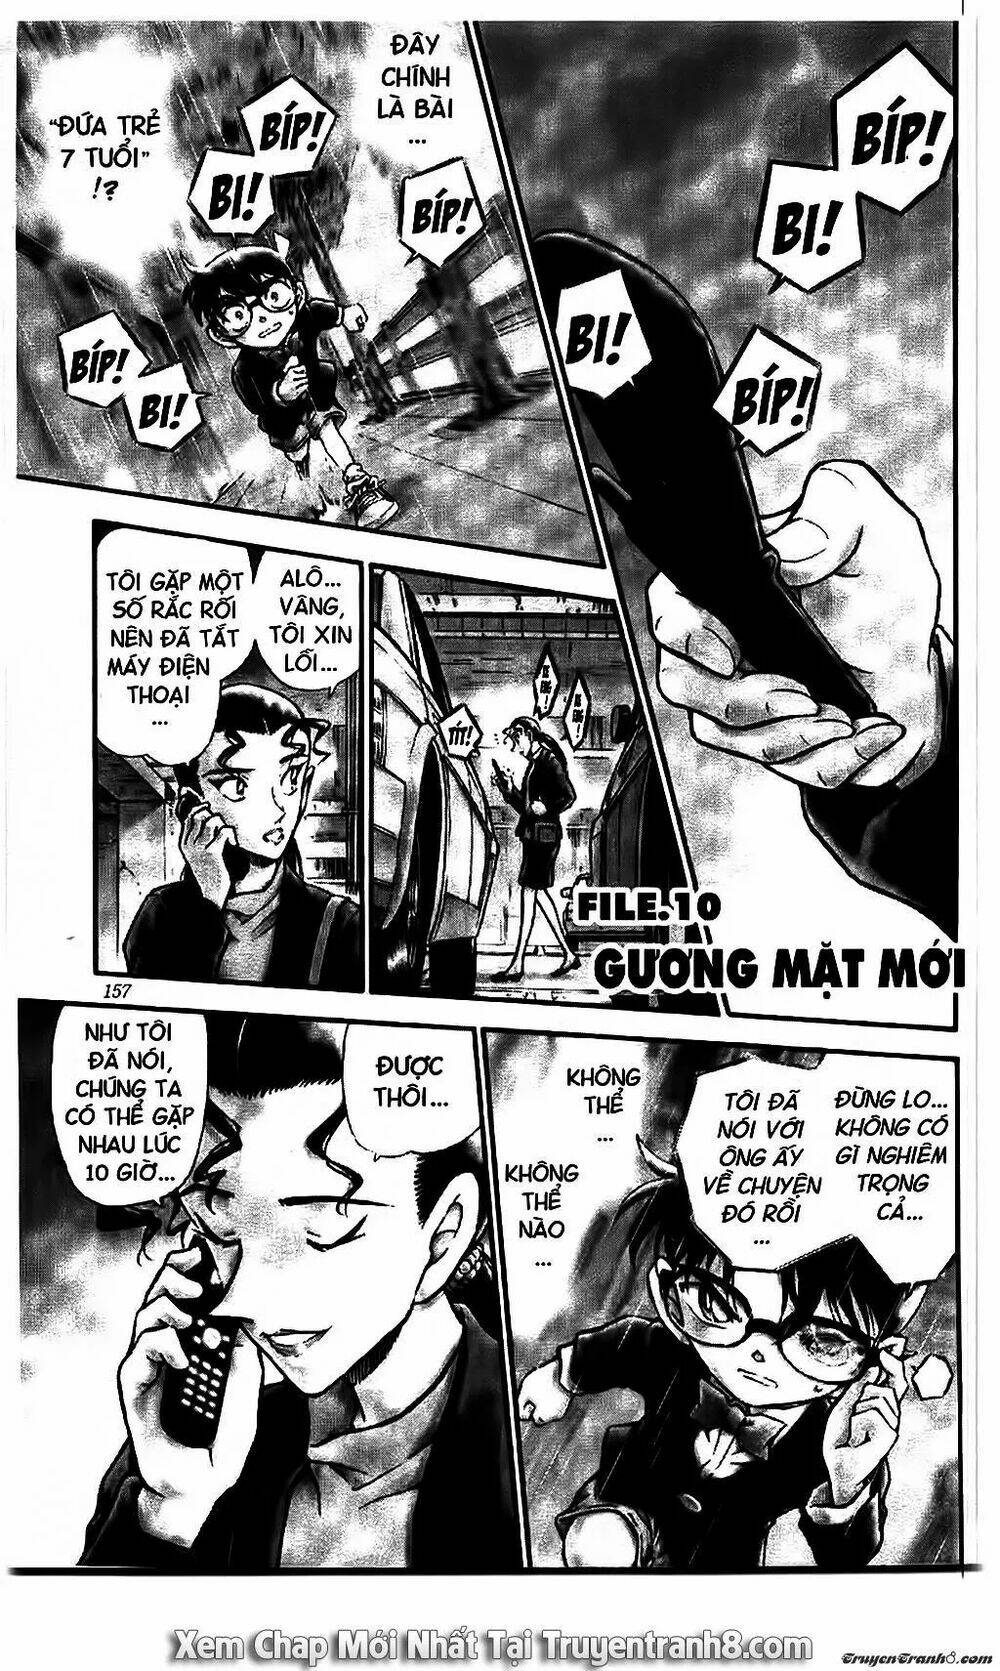 BÍP!
BI!
BI!
BÍP!
ĐÂY
CHÍNH
LÀ BÀI
...
BÍP!
BI!
BÍP!
"ĐỨA TRẺ
7 TUỔI"
!?
BÍP!
BI!
FILE.10
GƯƠNG MẶT MỚI
TÍT!
ALÔ...
VÂNG,
TÔI XIN
LỖI...
TÔI GẶP MỘT
SỐ RẮC RỐI
NÊN ĐÃ TẮT
MÁY ĐIỆN
THOẠI
...
157
ĐỪNG LO...
KHÔNG CÓ
GÌ NGHIÊM
TRỌNG
CẢ...
TÔI ĐÃ
NÓI VỚI
ÔNG ẤY
VỀ CHUYỆN
ĐÓ RỒI
...
KHÔNG
THỂ
...
KHÔNG
THỂ
NÀO
...
ĐƯỢC
THÔI...
NHƯ TÔI
ĐÃ NÓI,
CHÚNG TA
CÓ THỂ GẶP
NHAU LÚC
10 GIỜ...
Xem Chap Mới Nhất Tại Truyentranh8.com
TruyenTranh8.com